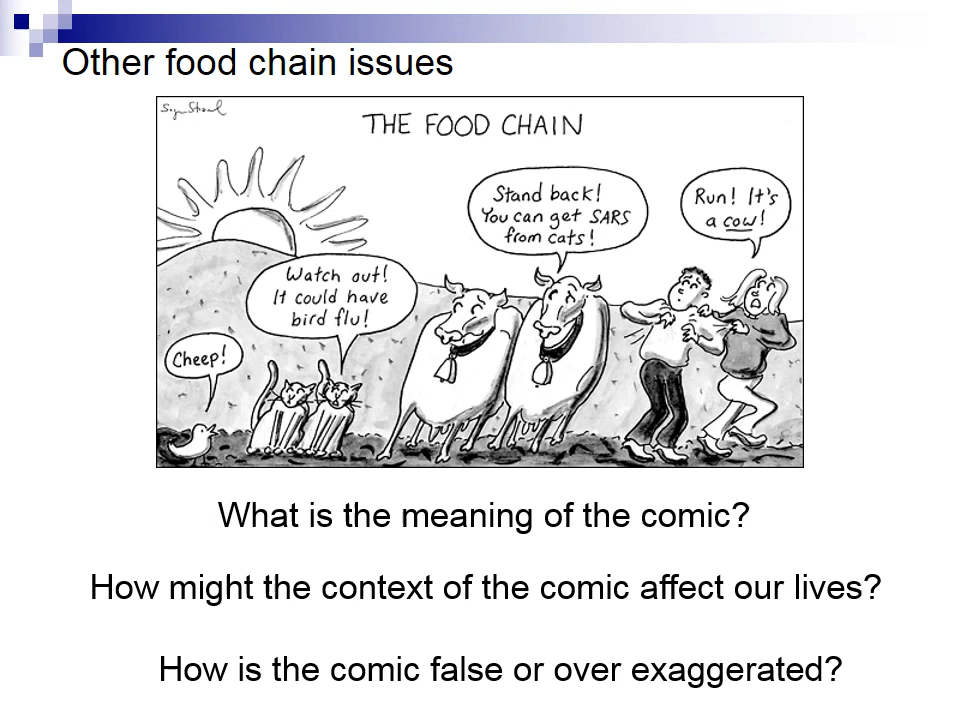 Other food chain issues
THE FOOD CHAIN
Cheep!
Watch out!
It could have
bird flu!
Stand back!
You can get SARS
from cats!
Run! It's
a cow!
What is the meaning of the comic?
How might the context of the comic affect our lives?
How is the comic false or over exaggerated?